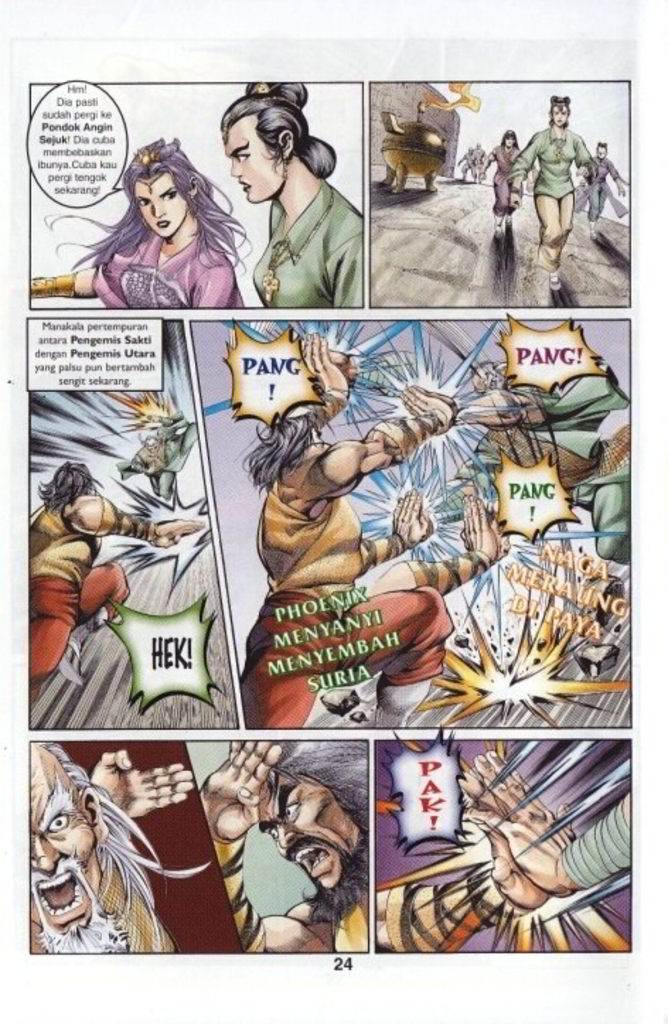 Hm!
Dia pasti
sudah pergi ke
Pondok Angin
Sejuk! Dia cuba
membebaskan
ibunya.Cuba kau
pergi tengok
sekarang!
Manakala pertempuran
antara Pengemis Sakti
dengan Pengemis Utara
yang palsu pun bertambah
sengit sekarang.
HEK!
PANG
!
PANG!
PANG
!
PHOENIX
MENYANYI
MENYEMBAH
SURIA
NAGA
MERAUNG
DI PAYA
PAK!
24